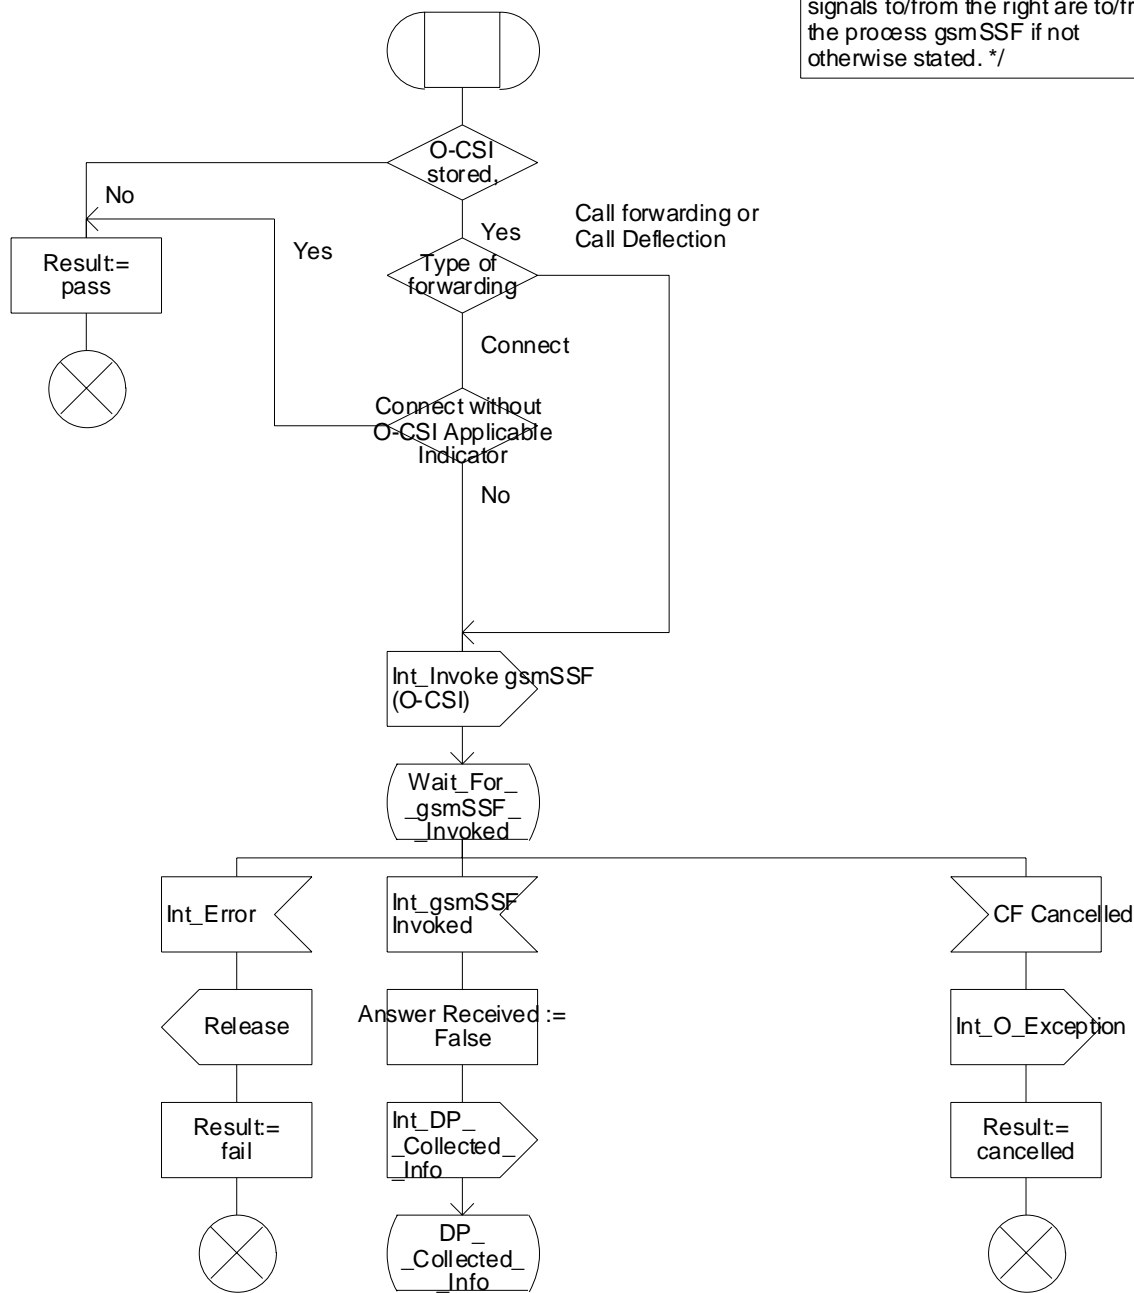 signals to/from the right are to/fr
the process gsmSSF if not
otherwise stated. */
O-CSI
stored,
No
Yes
Call forwarding or
Call Deflection
Yes
Result:=
pass
Type of
forwarding
Connect
Connect without
O-CSI Applicable
Indicator
No
Int_Invoke gsmSSF
(O-CSI)
Wait_For_
_gsmSSF_
_Invoked
Int_Error
Int_gsmSSF
Invoked
CF Cancelled
Release
Answer Received :=
False
Int_O_Exception
Result:=
fail
Int_DP_
_Collected_
_Info
Result:=
cancelled
DP_
_Collected_
_Info